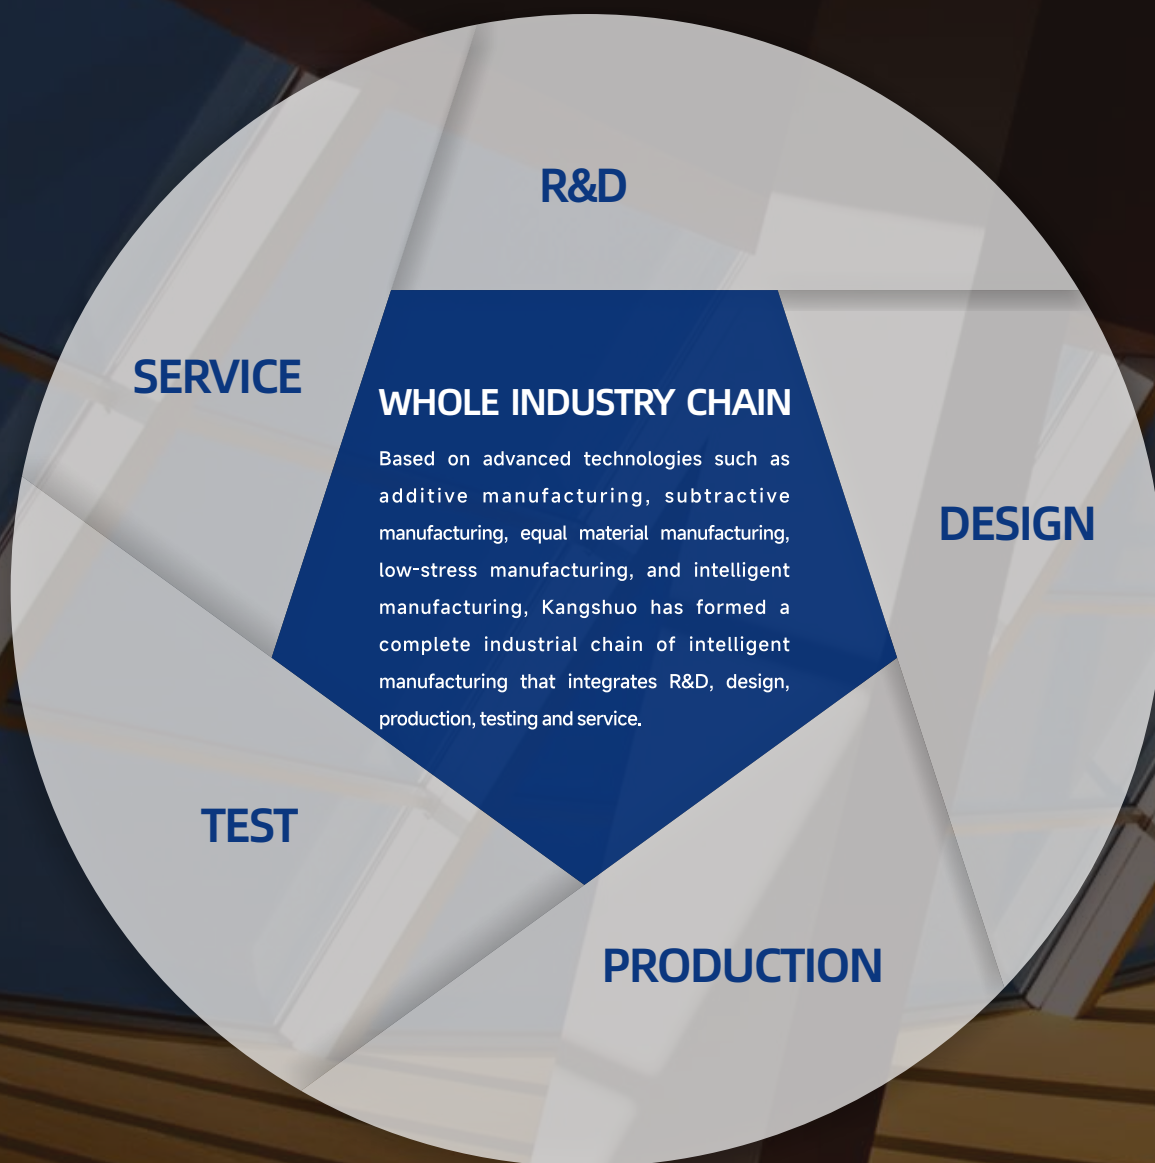 R&D
SERVICE
WHOLE INDUSTRY CHAIN
Based on advanced technologies such as
additive manufacturing, subtractive
manufacturing, equal material manufacturing,
low-stress manufacturing, and intelligent
manufacturing, Kangshuo has formed a
complete industrial chain of intelligent
manufacturing that integrates R&D, design,
production, testing and service.
DESIGN
TEST
PRODUCTION